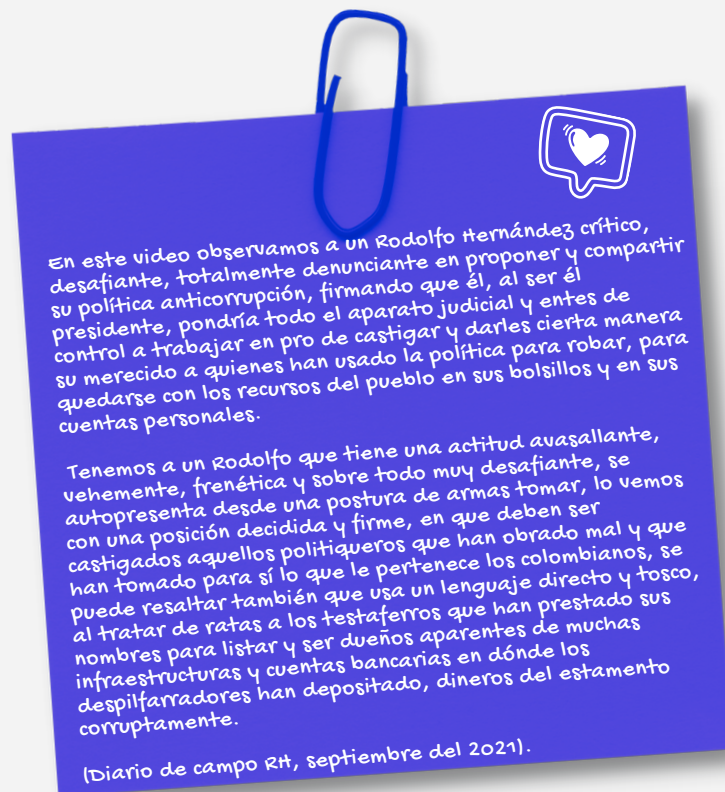 En este video observamos a un Rodolfo Hernández crítico,
desafiante, totalmente denunciante en proponer y compartir
su política anticorrupción, firmando que él, al ser él
presidente, pondría todo el aparato judicial y entes de
control a trabajar en pro de castigar y darles cierta manera
su merecido a quienes han usado la política para robar, para
quedarse con los recursos del pueblo en sus bolsillos y en sus
cuentas personales.
Tenemos a un Rodolfo que tiene una actitud avasallante,
vehemente, frenética y sobre todo muy desafiante, se
autopresenta desde una postura de armas tomar, lo vemos
con una posición decidida y firme, en que deben ser
castigados aquellos politiqueros que han obrado mal y que
han tomado para sí lo que le pertenece los colombianos, se
puede resaltar también que usa un lenguaje directo y tosco,
al tratar de ratas a los testaferros que han prestado sus
nombres para listar y ser dueños aparentes de muchas
infraestructuras y cuentas bancarias en dónde los
despilfarradores han depositado, dineros del estamento
corruptamente.
(Diario de campo RH, septiembre del 2021).